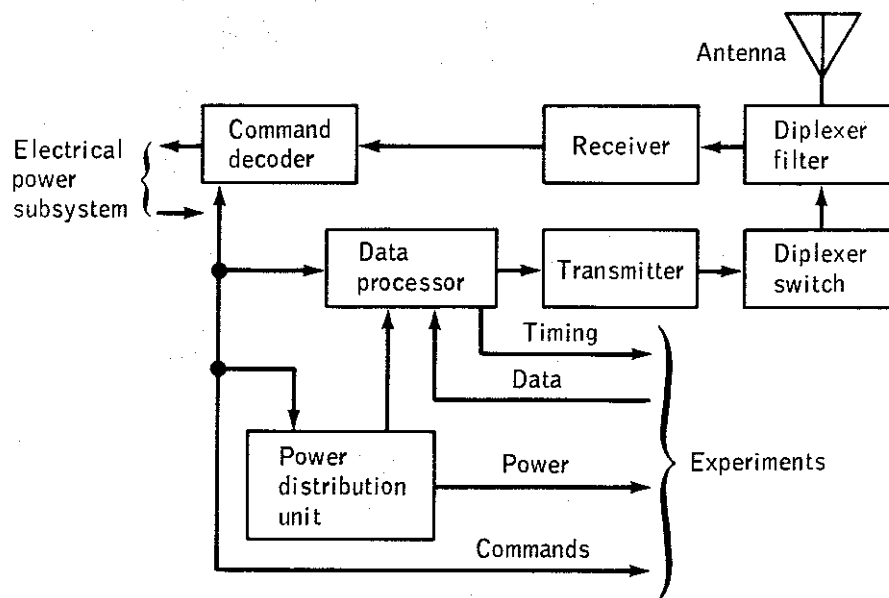 Antenna
Command
decoder
Receiver
Diplexer
filter
Electrical
power
subsystem
Data
processor
Transmitter
Diplexer
switch
Timing
Data
Power
distribution
unit
Power
Experiments
Commands